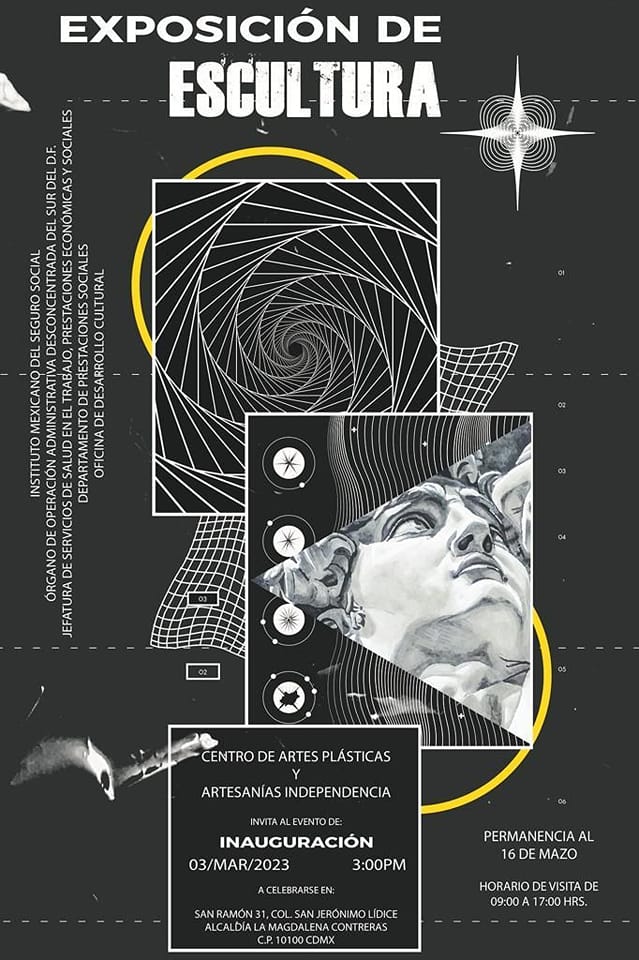 EXPOSICIÓN DE
ESCULTURA
INSTITUTO MEXICANO DEL SEGURO SOCIAL
ÓRGANO DE OPERACIÓN ADMINISTRATIVA DESCONCENTRADA DEL SUR DEL D.F.
JEFATURA DE SERVICIOS DE SALUD EN EL TRABAJO, PRESTACIONES ECONÓMICAS Y SOCIALES
DEPARTAMENTO DE PRESTACIONES SOCIALES
OFICINA DE DESARROLLO CULTURAL
01
02
03
04
05
06
03
02
CENTRO DE ARTES PLÁSTICAS
Y
ARTESANÍAS INDEPENDENCIA
INVITA AL EVENTO DE:
INAUGURACIÓN
03/MAR/2023 3:00PM
A CELEBRARSE EN:
SAN RAMÓN 31, COL. SAN JERÓNIMO LÍDICE
ALCALDÍA LA MAGDALENA CONTRERAS
C.P. 10100 CDMX
PERMANENCIA AL
16 DE MAZO
HORARIO DE VISITA DE
09:00 A 17:00 HRS.